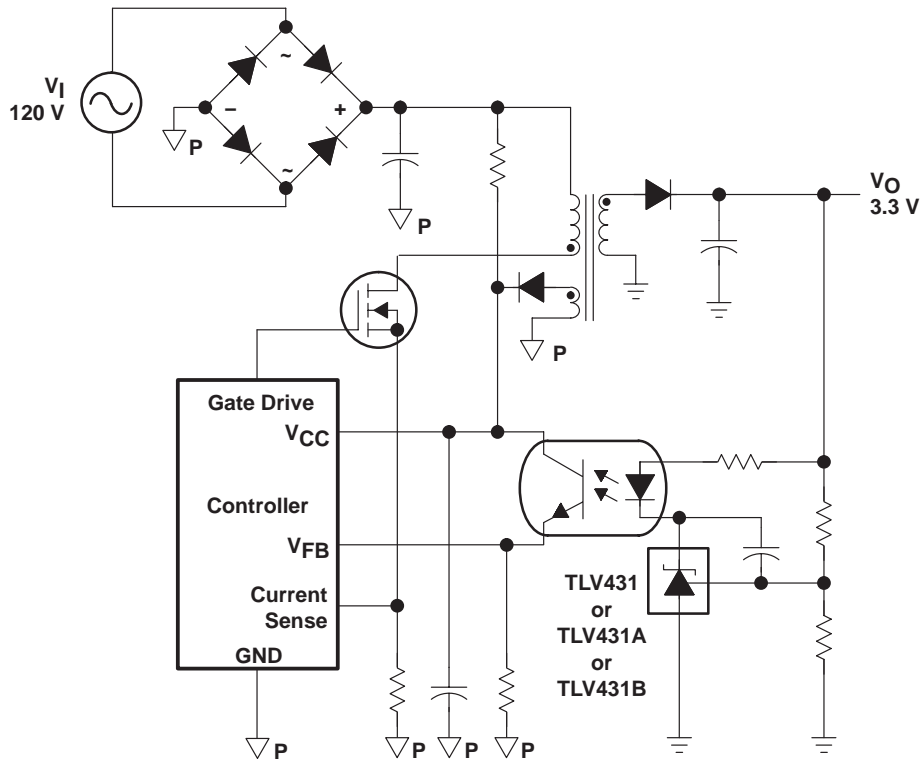 ~
VI
120 V
–
+
P
~
P
VO
3.3 V
P
Gate Drive
VCC
Controller
VFB
Current
Sense
GND
TLV431
or
TLV431A
or
TLV431B
P
P
P
P